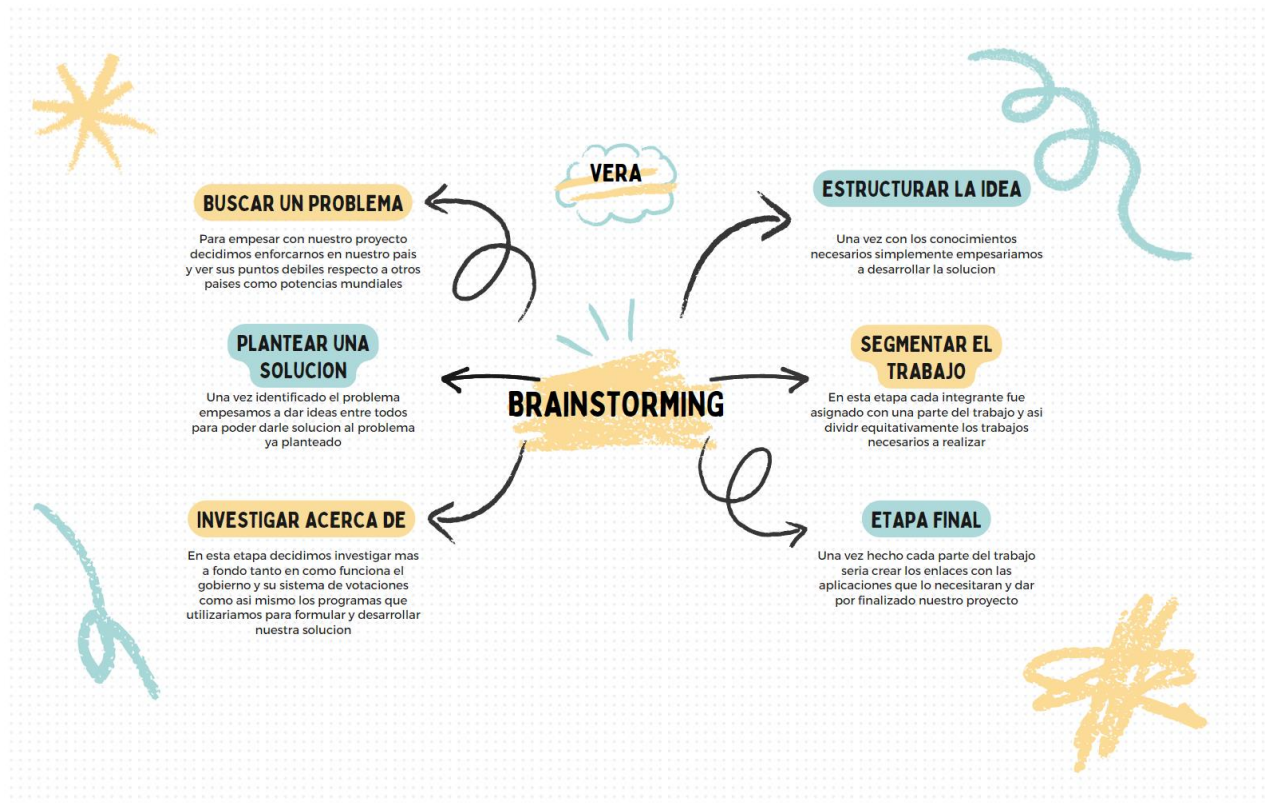 VERA
BUSCAR UN PROBLEMA
Para empesar con nuestro proyecto
decidimos enforcarnos en nuestro pais
y ver sus puntos debiles respecto a otros
paises como potencias mundiales
PLANTEAR UNA
SOLUCION
Una vez identificado el problema
empesamos a dar ideas entre todos
para poder darle solucion al problema
ya planteado
INVESTIGAR ACERCA DE
En esta etapa decidimos investigar mas
a fondo tanto en como funciona el
gobierno y su sistema de votaciones
como asi mismo los programas que
utilizariamos para formular y desarrollar
nuestra solucion
BRAINSTORMING
ESTRUCTURAR LA IDEA
Una vez con los conocimientos
necesarios simplemente empesariamos
a desarrollar la solucion
SEGMENTAR EL
TRABAJO
En esta etapa cada integrante fue
asignado con una parte del trabajo y asi
dividr equitativamente los trabajos
necesarios a realizar
ETAPA FINAL
Una vez hecho cada parte del trabajo
seria crear los enlaces con las
aplicaciones que lo necesitaran y dar
por finalizado nuestro proyecto